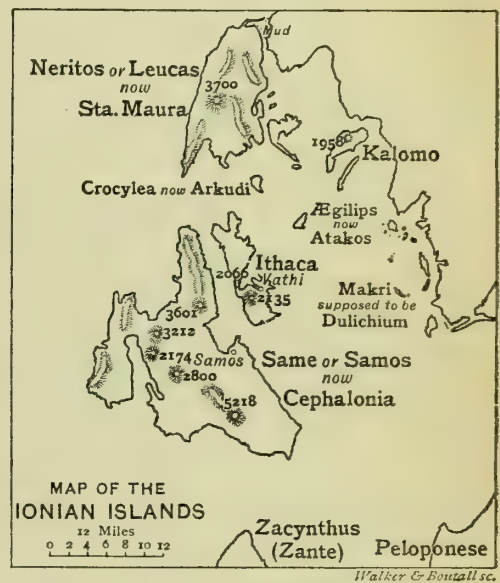 Mud
Neritos or Leucas
now
Sta. Maura
3700
1958
Kalomo
Crocylea now Arkudi
Ægilips
now
Atakos
2066
Ithaca
Vathi
2135
Makri
supposed to be
Dulichium
3601
3212
2174
Samos
2800
Same or Samos
now
Cephalonia
5218
MAP OF THE
IONIAN ISLANDS
12 Miles
0 2 4 6 8 10 12
Zacynthus
(Zante)
Peloponese
Walker & Boutall sc.